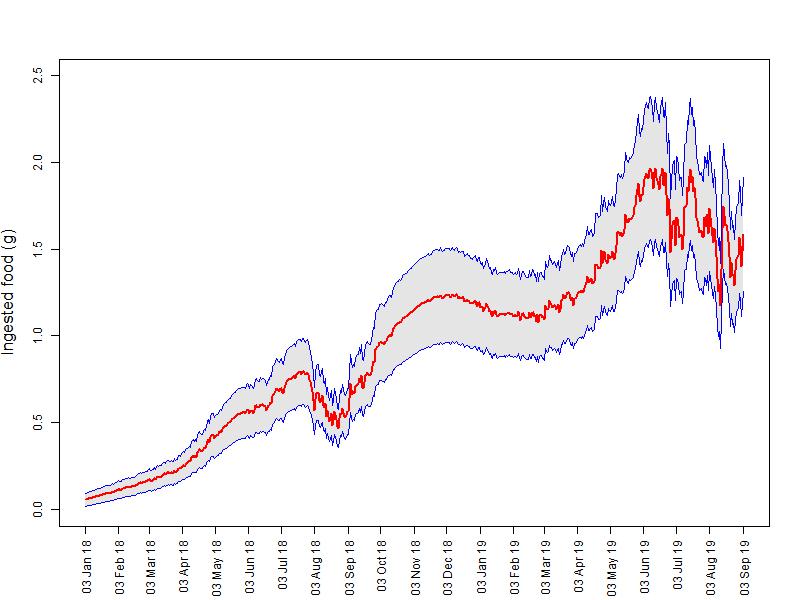 Ingested food (g)
2.5
2.0
1.5
1.0
0.5
0.0
03 Jan 18
03 Feb 18
03 Mar 18
03 Apr 18
03 May 18
03 Jun 18
03 Jul 18
03 Aug 18
03 Sep 18
03 Oct 18
03 Nov 18
03 Dec 18
03 Jan 19
03 Feb 19
03 Mar 19
03 Apr 19
03 May 19
03 Jun 19
03 Jul 19
03 Aug 19
03 Sep 19